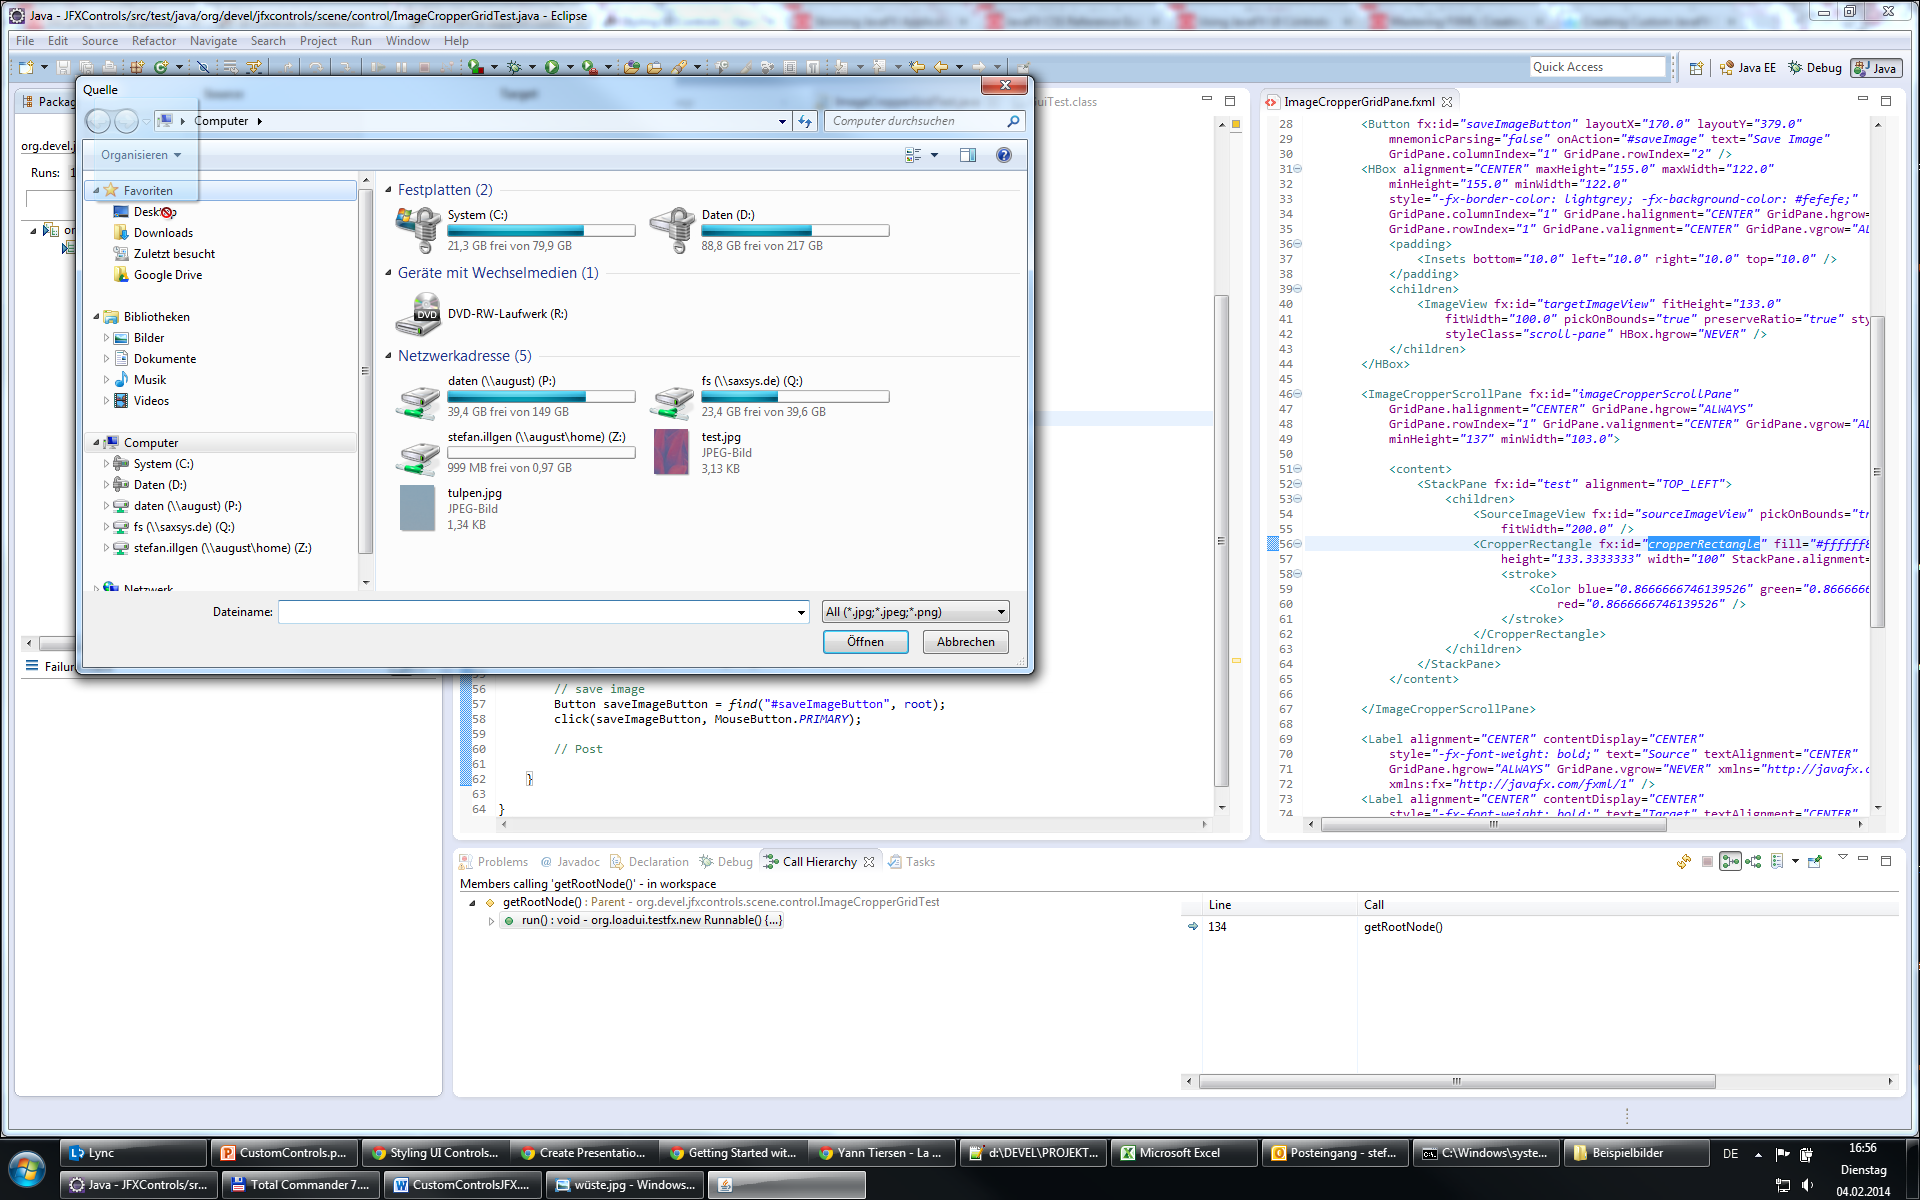 Java - JFXControls/src/test/java/org/devel/jfxcontrols/scene/control/ImageCropperGridTest.java - Eclipse
File Edit Source Refactor Navigate Search Project Run Window Help
Quick Access
Java EE
Debug
Java
Quelle
Computer
Computer durchsuchen
Organisieren
Favoriten
Desktop
Downloads
Zuletzt besucht
Google Drive
Bibliotheken
Bilder
Dokumente
Musik
Videos
Computer
System (C:)
Daten (D:)
daten (\\august) (P:)
fs (\\saxsys.de) (Q:)
stefan.illgen (\\august\home) (Z:)
Netzwerk
Festplatten (2)
System (C:)
21,3 GB frei von 79,9 GB
Daten (D:)
88,8 GB frei von 217 GB
Geräte mit Wechselmedien (1)
DVD
DVD-RW-Laufwerk (R:)
Netzwerkadresse (5)
daten (\\august) (P:)
39,4 GB frei von 149 GB
fs (\\saxsys.de) (Q:)
23,4 GB frei von 39,6 GB
stefan.illgen (\\august\home) (Z:)
999 MB frei von 0,97 GB
test.jpg
JPEG-Bild
3,13 KB
tulpen.jpg
JPEG-Bild
1,34 KB
Dateiname:
All (*.jpg;*.jpeg;*.png)
Öffnen
Abbrechen
Packag
org.devel.j
Runs: 1
or
Failur
uiTest.class
56 // save image
57 Button saveImageButton = find("#saveImageButton", root);
58 click(saveImageButton, MouseButton.PRIMARY);
59
60 // Post
61
62 }
63
64 }
ImageCropperGridPane.fxml
28 <Button fx:id="saveImageButton" layoutX="170.0" layoutY="379.0"
29 mnemonicParsing="false" onAction="#saveImage" text="Save Image"
30 GridPane.columnIndex="1" GridPane.rowIndex="2" />
31 <HBox alignment="CENTER" maxHeight="155.0" maxWidth="122.0"
32 minHeight="155.0" minWidth="122.0"
33 style="-fx-border-color: lightgrey; -fx-background-color: #fefefe;"
34 GridPane.columnIndex="1" GridPane.halignment="CENTER" GridPane.hgrow=
35 GridPane.rowIndex="1" GridPane.valignment="CENTER" GridPane.vgrow="AL
36 <padding>
37 <Insets bottom="10.0" left="10.0" right="10.0" top="10.0" />
38 </padding>
39 <children>
40 <ImageView fx:id="targetImageView" fitHeight="133.0"
41 fitWidth="100.0" pickOnBounds="true" preserveRatio="true" sty
42 styleClass="scroll-pane" HBox.hgrow="NEVER" />
43 </children>
44 </HBox>
45
46 <ImageCropperScrollPane fx:id="imageCropperScrollPane"
47 GridPane.halignment="CENTER" GridPane.hgrow="ALWAYS"
48 GridPane.rowIndex="1" GridPane.valignment="CENTER" GridPane.vgrow="AL
49 minHeight="137" minWidth="103.0">
50
51 <content>
52 <StackPane fx:id="test" alignment="TOP_LEFT">
53 <children>
54 <SourceImageView fx:id="sourceImageView" pickOnBounds="tr
55 fitWidth="200.0" />
56 <CropperRectangle fx:id="cropperRectangle" fill="#ffffff8
57 height="133.3333333" width="100" StackPane.alignment=
58 <stroke>
59 <Color blue="0.8666666746139526" green="0.8666666
60 red="0.8666666746139526" />
61 </stroke>
62 </CropperRectangle>
63 </children>
64 </StackPane>
65 </content>
66
67 </ImageCropperScrollPane>
68
69 <Label alignment="CENTER" contentDisplay="CENTER"
70 style="-fx-font-weight: bold;" text="Source" textAlignment="CENTER"
71 GridPane.hgrow="ALWAYS" GridPane.vgrow="NEVER" xmlns="http://javafx.c
72 xmlns:fx="http://javafx.com/fxml/1" />
73 <Label alignment="CENTER" contentDisplay="CENTER"
74 style="-fx-font-weight: bold;" text="Target" textAlignment="CENTER"
Problems Javadoc Declaration Debug Call Hierarchy Tasks
Members calling 'getRootNode()' - in workspace
getRootNode() : Parent - org.devel.jfxcontrols.scene.control.ImageCropperGridTest
run() : void - org.loadui.testfx.new Runnable() {...}
Line Call
134 getRootNode()
Lync
CustomControls.p...
Styling UI Controls...
Create Presentatio...
Getting Started wit...
Yann Tiersen - La ...
d:\DEVEL\PROJEKT...
Microsoft Excel
Posteingang - stef...
C:\Windows\syste...
Beispielbilder
DE
16:56
Dienstag
04.02.2014
Java - JFXControls/sr...
Total Commander 7....
CustomControlsJFX....
wüste.jpg - Windows...